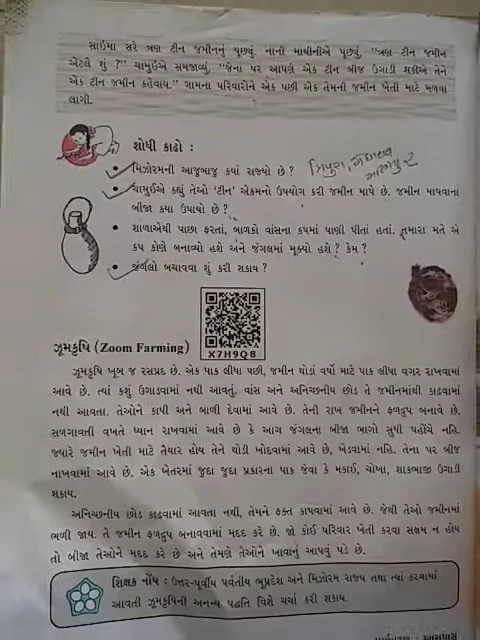 સાઈમા સરે ત્રણ ટીન જમીનનું પૂછ્યું. નાની માથીનીએ પૂછ્યું, "ત્રણ ટીન જમીન
એટલે શું ?" ચામુઈએ સમજાવ્યું, "જેના પર આપણે એક ટીન બીજ ઉગાડી શકીએ તેને
એક ટીન જમીન કહેવાય." ગામના પરિવારોને એક પછી એક તેમની જમીન ખેતી માટે મળવા
લાગી.
શોધી કાઢો :
• મિઝોરમની આજુબાજુ કયાં રાજ્યો છે ? ત્રિપુરા,
• ચામુઈએ કહ્યું તેઓ 'ટીન' એકમનો ઉપયોગ કરી જમીન માપે છે. જમીન માપવાના
બીજા કયા ઉપાયો છે ?
• શાળાએથી પાછા ફરતાં, બાળકો વાંસના કપમાં પાણી પીતાં હતાં. તમારા મતે એ
કપ કોણે બનાવ્યો હશે અને જંગલમાં મૂક્યો હશે ? કેમ ?
• જંગલો બચાવવા શું કરી શકાય ?
X7H9Q8
ઝૂમકૃષિ (Zoom Farming)
ઝૂમકૃષિ ખૂબ જ રસપ્રદ છે. એક પાક લીધા પછી, જમીન થોડાં વર્ષો માટે પાક લીધા વગર રાખવામાં
આવે છે. ત્યાં કશું ઉગાડવામાં નથી આવતું. વાંસ અને અનિચ્છનીય છોડ તે જમીનમાંથી કાઢવામાં
નથી આવતા. તેઓને કાપી અને બાળી દેવામાં આવે છે. તેની રાખ જમીનને ફળદ્રુપ બનાવે છે.
સળગાવતી વખતે ધ્યાન રાખવામાં આવે છે કે આગ જંગલના બીજા ભાગો સુધી પહોંચે નહિ.
જ્યારે જમીન ખેતી માટે તૈયાર હોય તેને થોડી ખોદવામાં આવે છે, ખેડવામાં નહિ. તેના પર બીજ
નાખવામાં આવે છે. એક ખેતરમાં જુદા જુદા પ્રકારના પાક જેવા કે મકાઈ, ચોખા, શાકભાજી ઉગાડી
શકાય.
અનિચ્છનીય છોડ કાઢવામાં આવતા નથી, તેમને ફક્ત કાપવામાં આવે છે. જેથી તેઓ જમીનમાં
ભળી જાય. તે જમીન ફળદ્રુપ બનાવવામાં મદદ કરે છે. જો કોઈ પરિવાર ખેતી કરવા સક્ષમ ન હોય
તો બીજા તેઓને મદદ કરે છે અને તેમણે તેઓને ખાવાનું આપવું પડે છે.
શિક્ષક નોંધ : ઉત્તર-પૂર્વીય પર્વતીય ભૂપ્રદેશ અને મિઝોરમ રાજ્ય તથા ત્યાં કરવામાં
આવતી ઝૂમકૃષિની અનન્ય પદ્ધતિ વિશે ચર્ચા કરી શકાય.